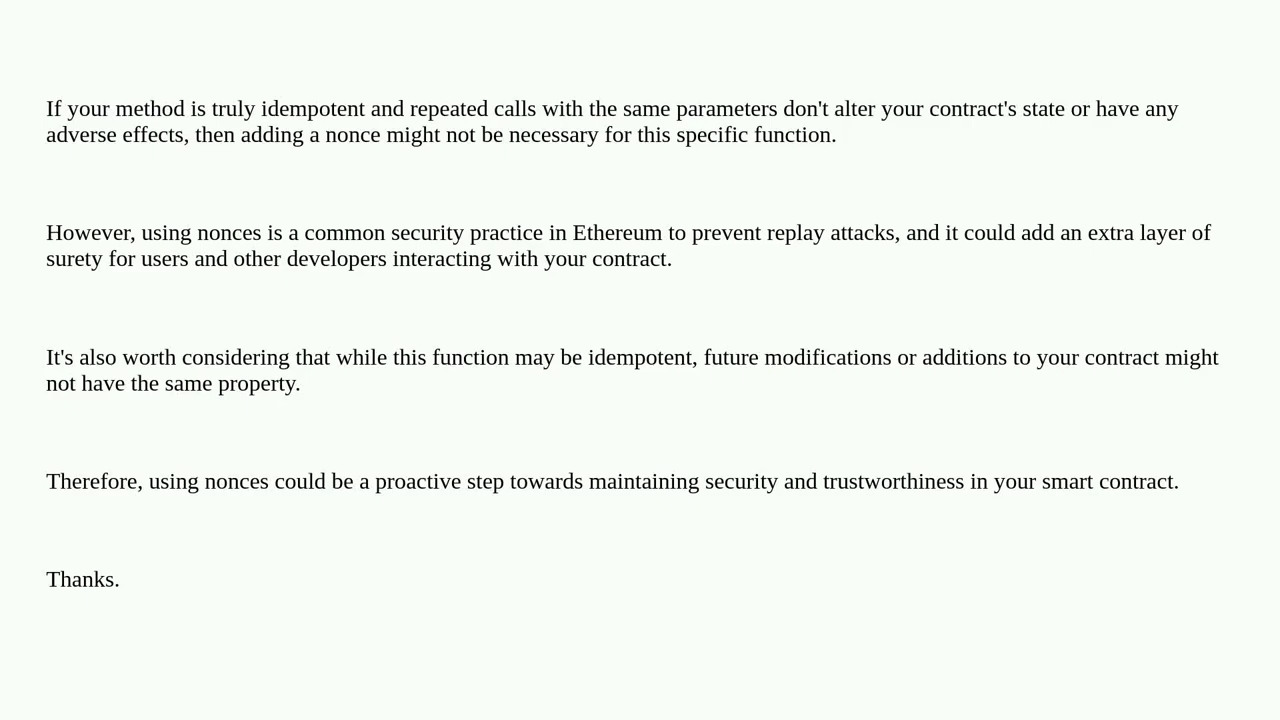 If your method is truly idempotent and repeated calls with the same parameters don't alter your contract's state or have any
adverse effects, then adding a nonce might not be necessary for this specific function.
However, using nonces is a common security practice in Ethereum to prevent replay attacks, and it could add an extra layer of
surety for users and other developers interacting with your contract.
It's also worth considering that while this function may be idempotent, future modifications or additions to your contract might
not have the same property.
Therefore, using nonces could be a proactive step towards maintaining security and trustworthiness in your smart contract.
Thanks.